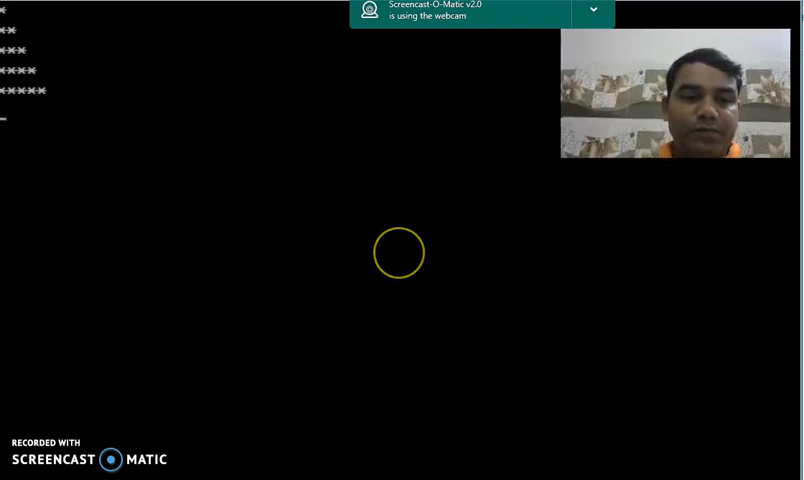 *
**
***
****
*****
_
Screencast-O-Matic v2.0
is using the webcam
RECORDED WITH
SCREENCAST MATIC